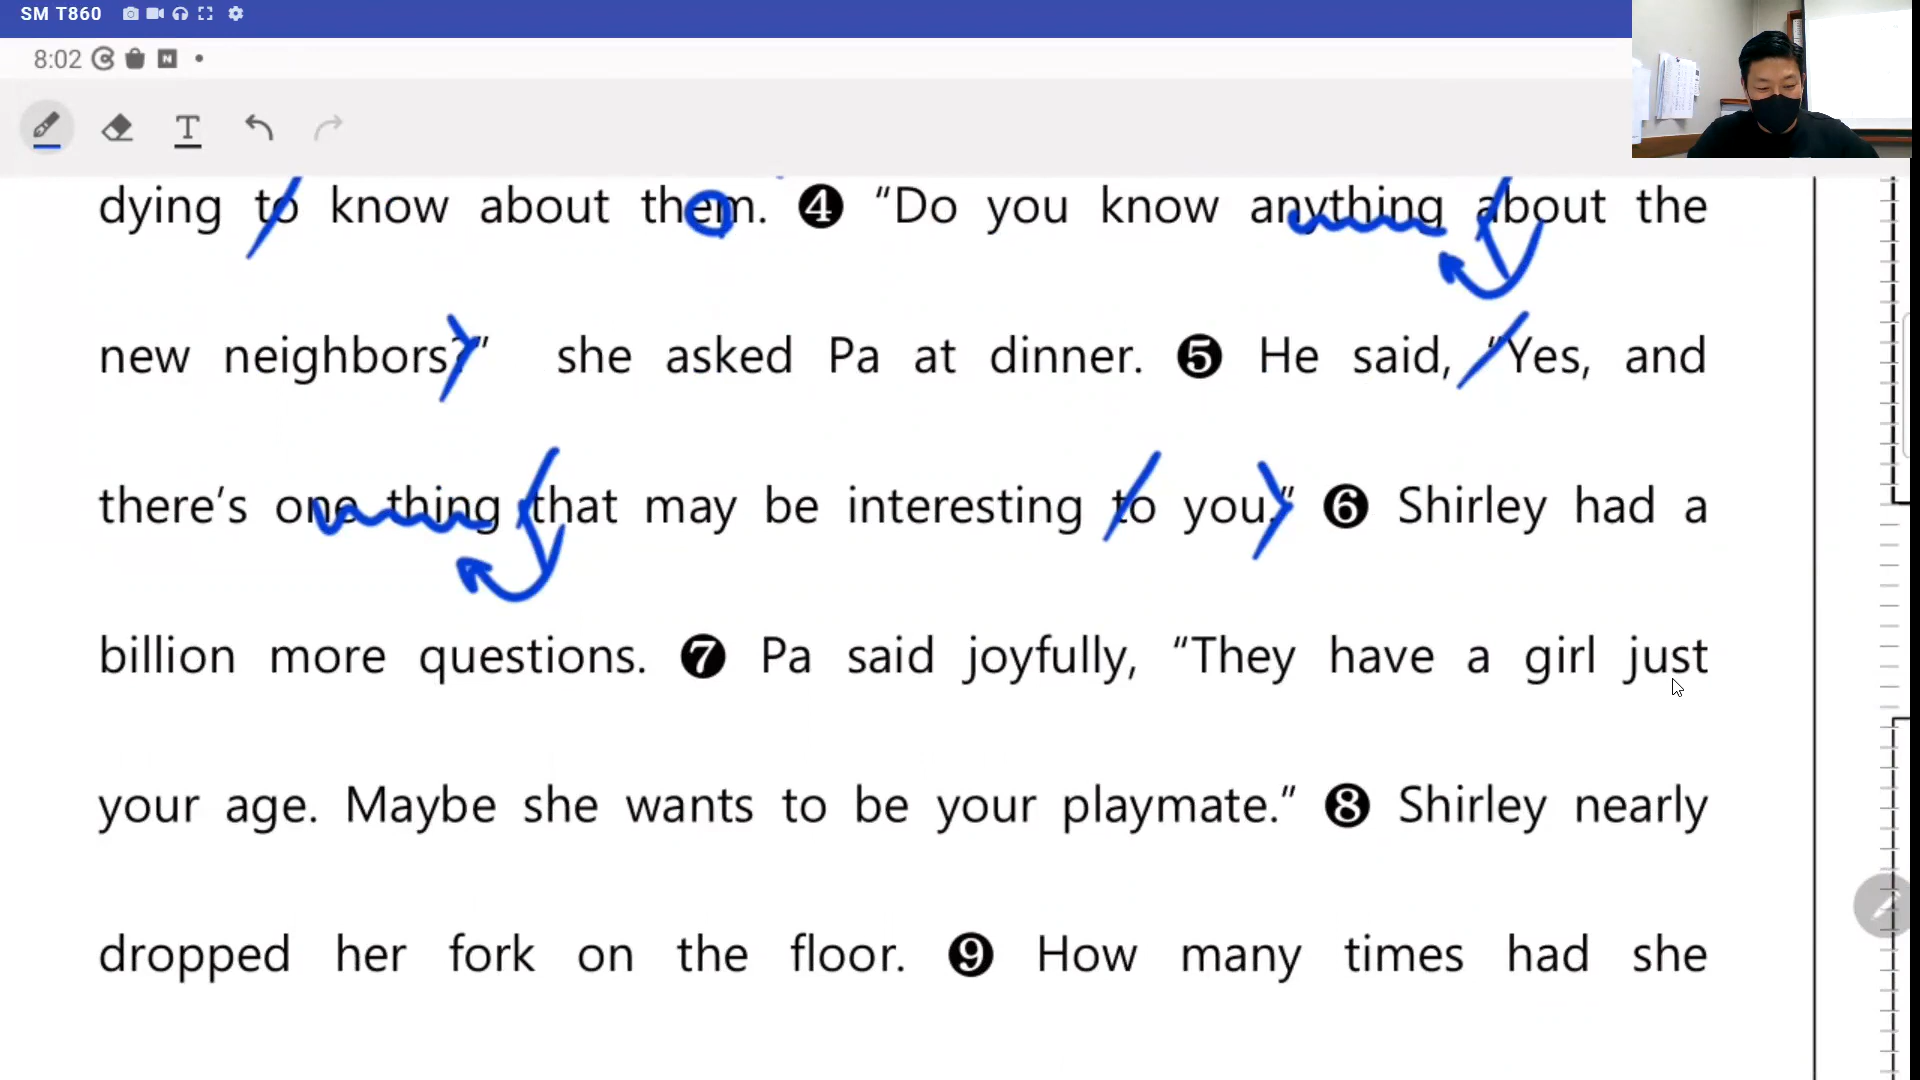 SM T860
8:02
T
dying to know about them. ❹ “Do you know anything about the
new neighbors?” she asked Pa at dinner. ❺ He said, “Yes, and
there’s one thing that may be interesting to you.” ❻ Shirley had a
billion more questions. ❼ Pa said joyfully, “They have a girl just
your age. Maybe she wants to be your playmate.” ❽ Shirley nearly
dropped her fork on the floor. ❾ How many times had she